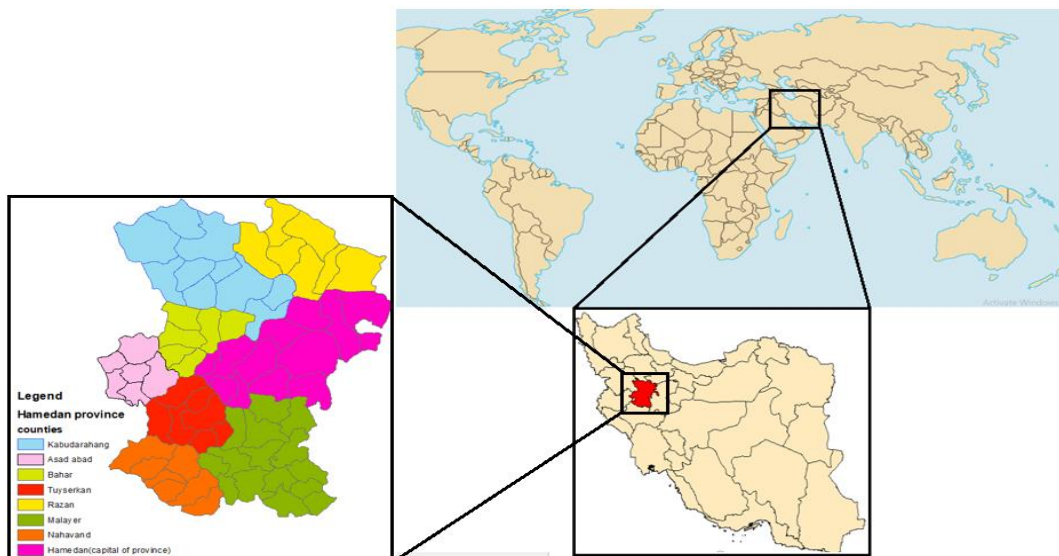 Activate Windows
Legend
Hamedan province
counties
Kabudarahang
Asad abad
Bahar
Tuyserkan
Razan
Malayer
Nahavand
Hamedan(capital of province)